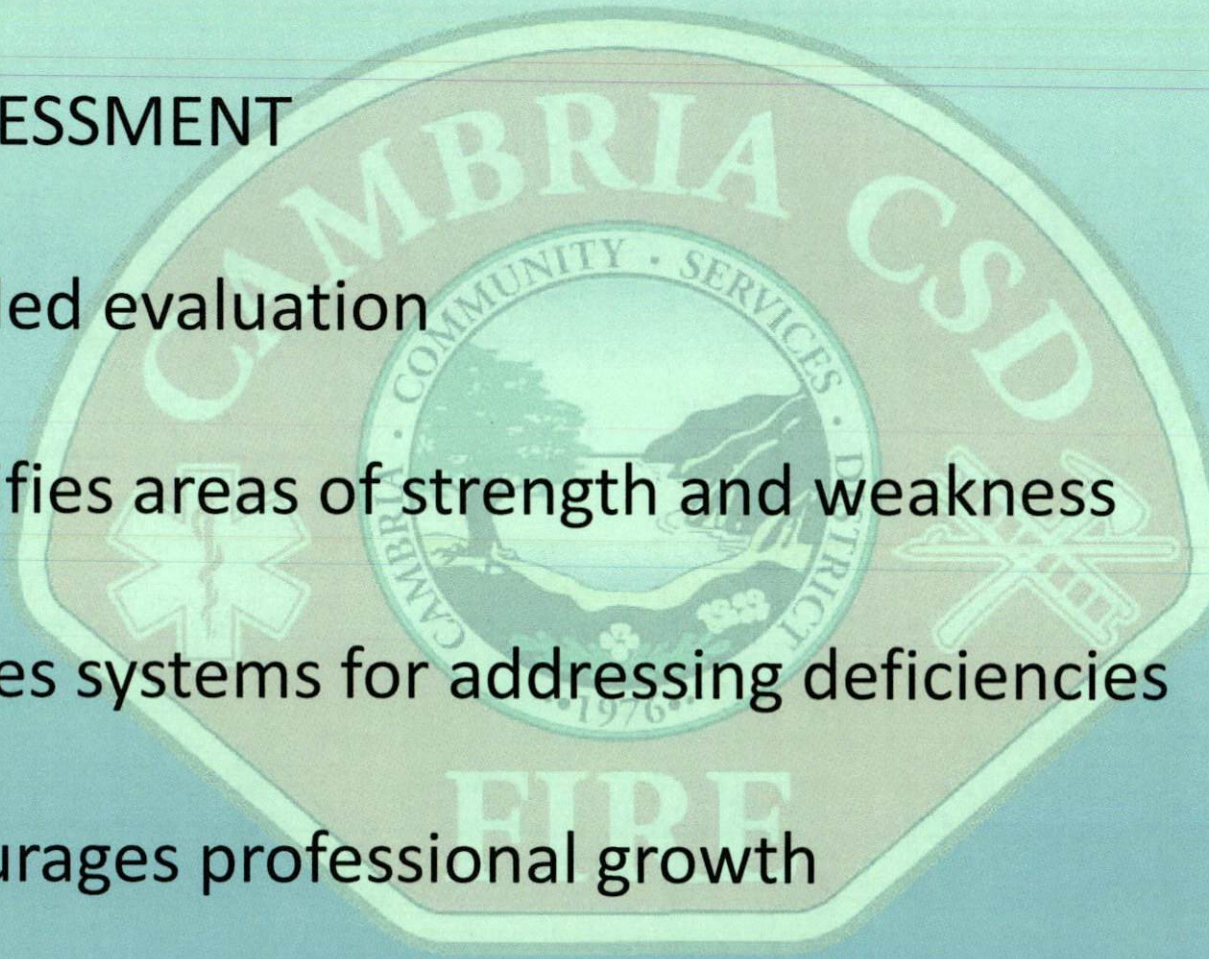 ESSMENT
led evaluation
fies areas of strength and weakness
es systems for addressing deficiencies
urages professional growth
CAMBRIA CSD
CAMBRIA · COMMUNITY · SERVICES · DISTRICT
1976
FIRE